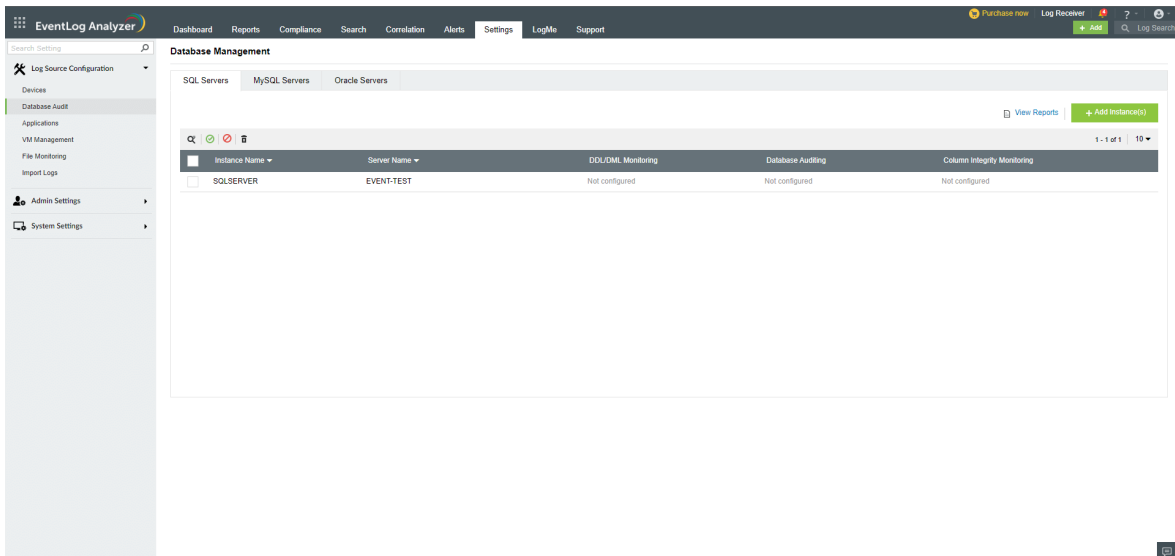 Purchase now Log Receiver ?
EventLog Analyzer
Dashboard Reports Compliance Search Correlation Alerts Settings LogMe Support
+ Add Log Search
Search Setting
Database Management
Log Source Configuration
SQL Servers MySQL Servers Oracle Servers
Devices
Database Audit
Applications
VM Management
File Monitoring
Import Logs
Admin Settings
System Settings
View Reports + Add Instance(s)
1 - 1 of 1 10
Instance Name Server Name DDL/DML Monitoring Database Auditing Column Integrity Monitoring
SQLSERVER EVENT-TEST Not configured Not configured Not configured